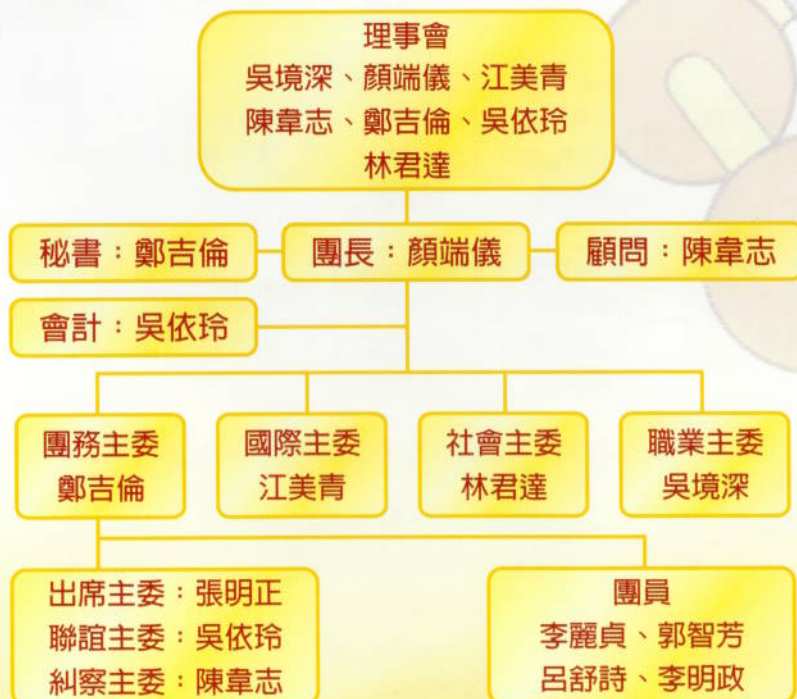 理事會
吳境深、顏端儀、江美青
陳韋志、鄭吉倫、吳依玲
林君達
秘書：鄭吉倫
團長：顏端儀
顧問：陳韋志
會計：吳依玲
團務主委
鄭吉倫
國際主委
江美青
社會主委
林君達
職業主委
吳境深
出席主委：張明正
聯誼主委：吳依玲
糾察主委：陳韋志
團員
李麗貞、郭智芳
呂舒詩、李明政